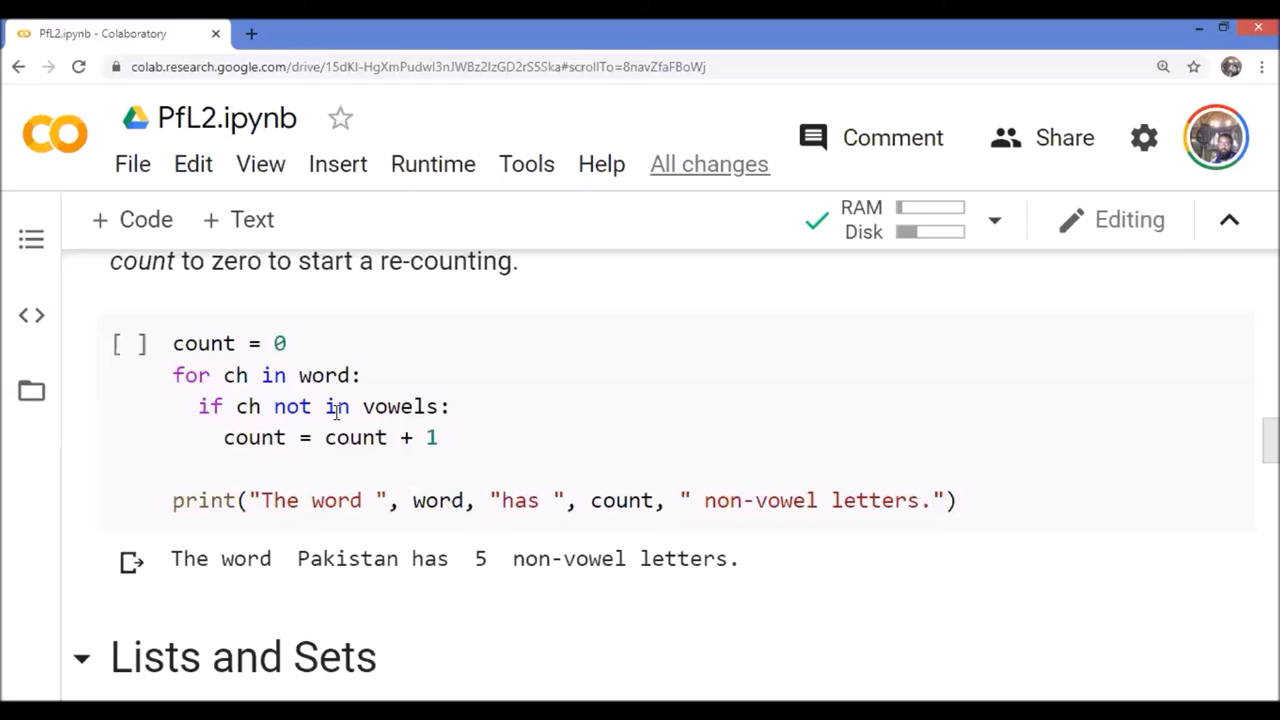 PfL2.ipynb - Colaboratory
colab.research.google.com/drive/15dKI-HgXmPudwI3nJWBz2IzGD2rS5Ska#scrollTo=8navZfaFBoWj
CO
PfL2.ipynb
Comment
Share
File Edit View Insert Runtime Tools Help All changes
+ Code + Text
RAM
Disk
Editing
count to zero to start a re-counting.
[ ] count = 0
for ch in word:
if ch not in vowels:
count = count + 1
print("The word ", word, "has ", count, " non-vowel letters.")
The word  Pakistan has  5  non-vowel letters.
Lists and Sets